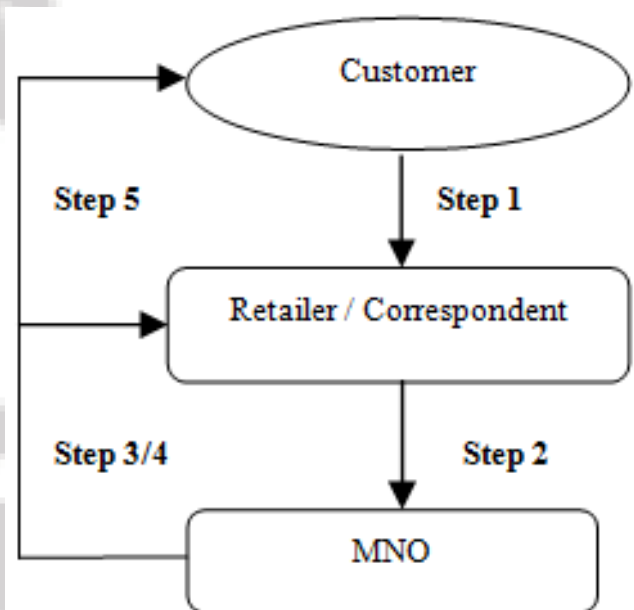 Customer
Step 5
Step 1
Retailer / Correspondent
Step 3/4
Step 2
MNO